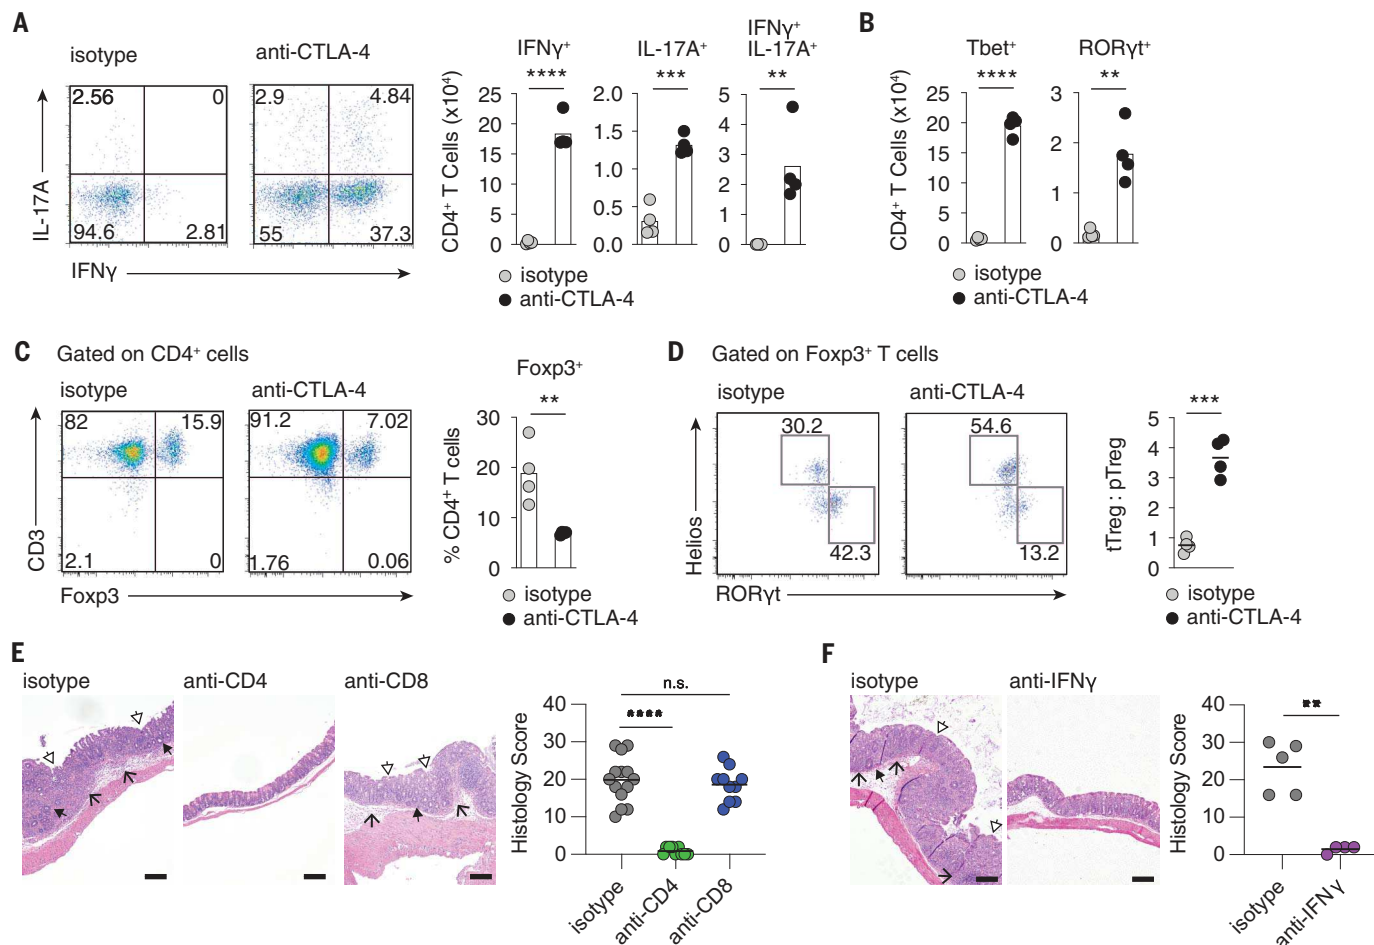 A
isotype
anti-CTLA-4
2.56
0
94.6
2.81
2.9
4.84
55
37.3
IL-17A
IFNγ
CD4⁺ T Cells (x10⁴)
IFNγ⁺
****
25
20
15
10
5
0
IL-17A⁺
***
2.0
1.5
1.0
0.5
0.0
IFNγ⁺
IL-17A⁺
**
5
4
3
2
1
0
isotype
anti-CTLA-4
B
CD4⁺ T Cells (x10⁴)
Tbet⁺
****
25
20
15
10
5
0
RORγt⁺
**
3
2
1
0
isotype
anti-CTLA-4
C
Gated on CD4⁺ cells
isotype
anti-CTLA-4
82
15.9
2.1
0
91.2
7.02
1.76
0.06
CD3
Foxp3
Foxp3⁺
**
% CD4⁺ T cells
30
20
10
0
isotype
anti-CTLA-4
D
Gated on Foxp3⁺ T cells
isotype
anti-CTLA-4
30.2
42.3
54.6
13.2
Helios
RORγt
***
tTreg : pTreg
5
4
3
2
1
0
isotype
anti-CTLA-4
E
isotype
anti-CD4
anti-CD8
n.s.
****
Histology Score
40
30
20
10
0
isotype
anti-CD4
anti-CD8
F
isotype
anti-IFNγ
**
Histology Score
40
30
20
10
0
isotype
anti-IFNγ